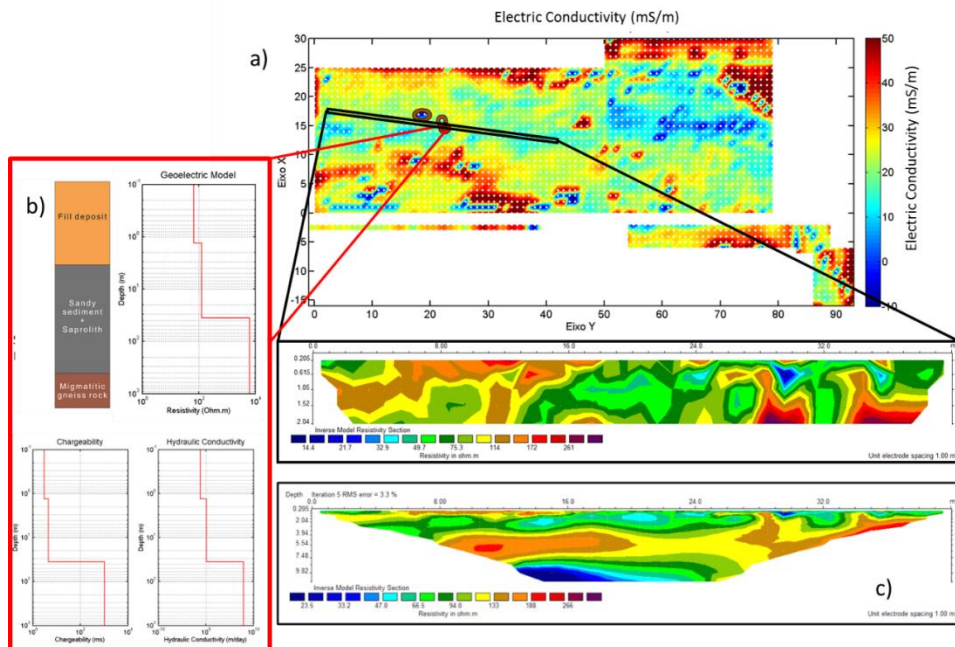 Electric Conductivity (mS/m)
a)
30
25
20
15
10
5
0
-5
-10
-15
Eixo X
0
10
20
30
40
50
60
70
80
90
Eixo Y
50
40
30
20
10
0
-10
Electric Conductivity (mS/m)
b)
Fill deposit
Sandy
sediment
+
Saprolith
Migmatitic
gneiss rock
Geoelectric Model
Depth (m)
Resistivity (Ohm.m)
Chargeability
Depth (m)
Chargeability (ms)
Hydraulic Conductivity
Depth (m)
Hydraulic Conductivity (m/day)
0.0 8.00 16.0 24.0 32.0 m
0.205
0.615
1.52
2.04
Inverse Model Resistivity Section
14.4 21.7 32.9 49.7 75.3 114 172 261
Resistivity in ohm.m
Unit electrode spacing 1.00 m
Depth Iteration 5 RMS error = 3.3 %
0.0 8.00 16.0 24.0 32.0
0.205
2.04
3.54
5.54
9.82
Inverse Model Resistivity Section
23.5 33.2 47.0 66.5 94.0 133 188 266
Resistivity in ohm.m
Unit electrode spacing 1.00 m
c)